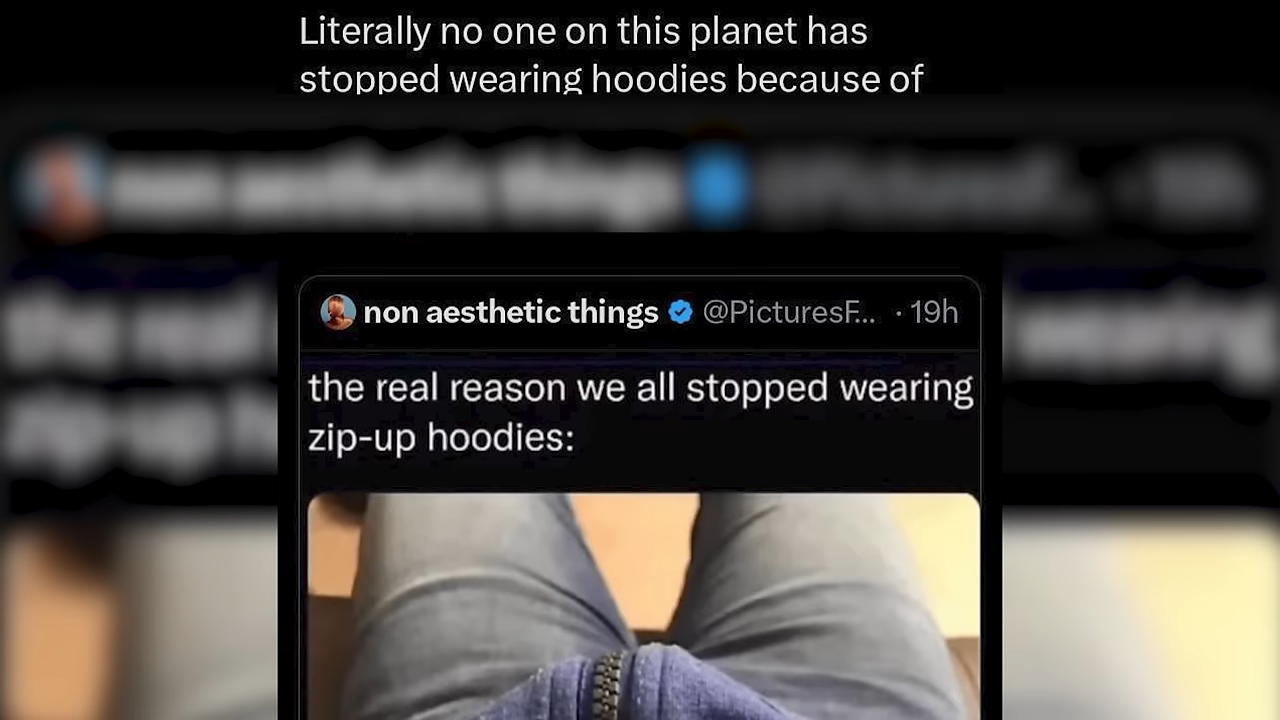 Literally no one on this planet has
stopped wearing hoodies because of
non aesthetic things @PicturesF... · 19h
the real reason we all stopped wearing
zip-up hoodies: